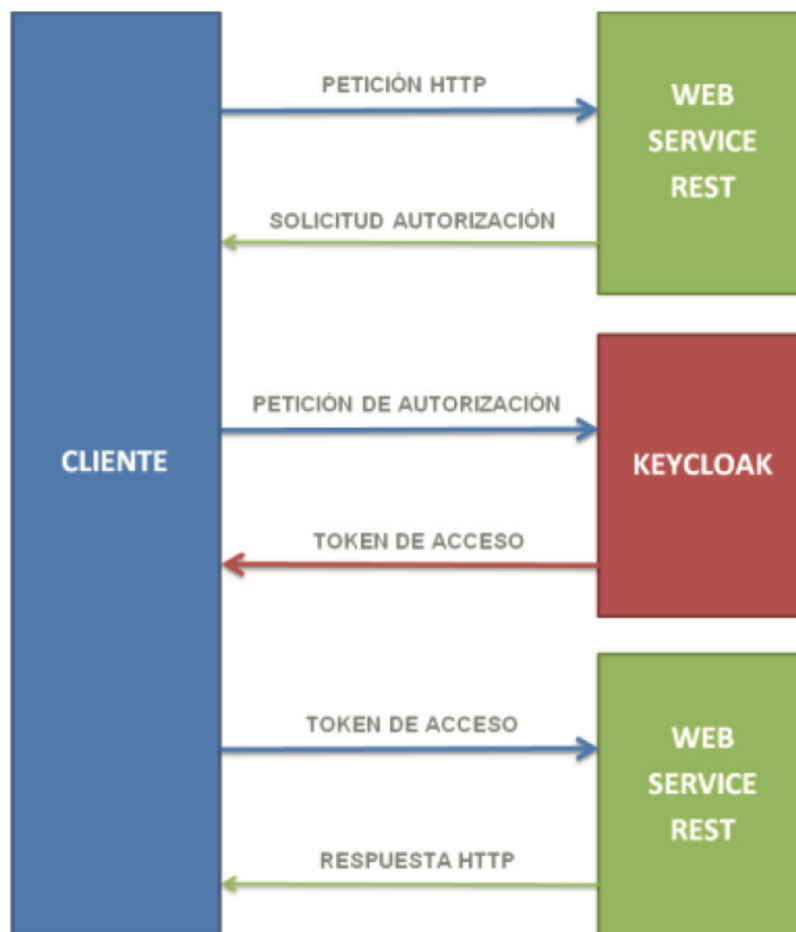 PETICIÓN HTTP
WEB
SERVICE
REST
SOLICITUD AUTORIZACIÓN
PETICIÓN DE AUTORIZACIÓN
CLIENTE
KEYCLOAK
TOKEN DE ACCESO
TOKEN DE ACCESO
WEB
SERVICE
REST
RESPUESTA HTTP